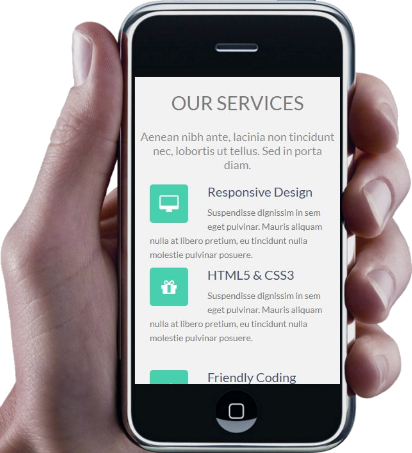 OUR SERVICES
Aenean nibh ante, lacinia non tincidunt
nec, lobortis ut tellus. Sed in porta
diam.
Responsive Design
Suspendisse dignissim in sem
eget pulvinar. Mauris aliquam
nulla at libero pretium, eu tincidunt nulla
molestie pulvinar posuere.
HTML5 & CSS3
Suspendisse dignissim in sem
eget pulvinar. Mauris aliquam
nulla at libero pretium, eu tincidunt nulla
molestie pulvinar posuere.
Friendly Coding